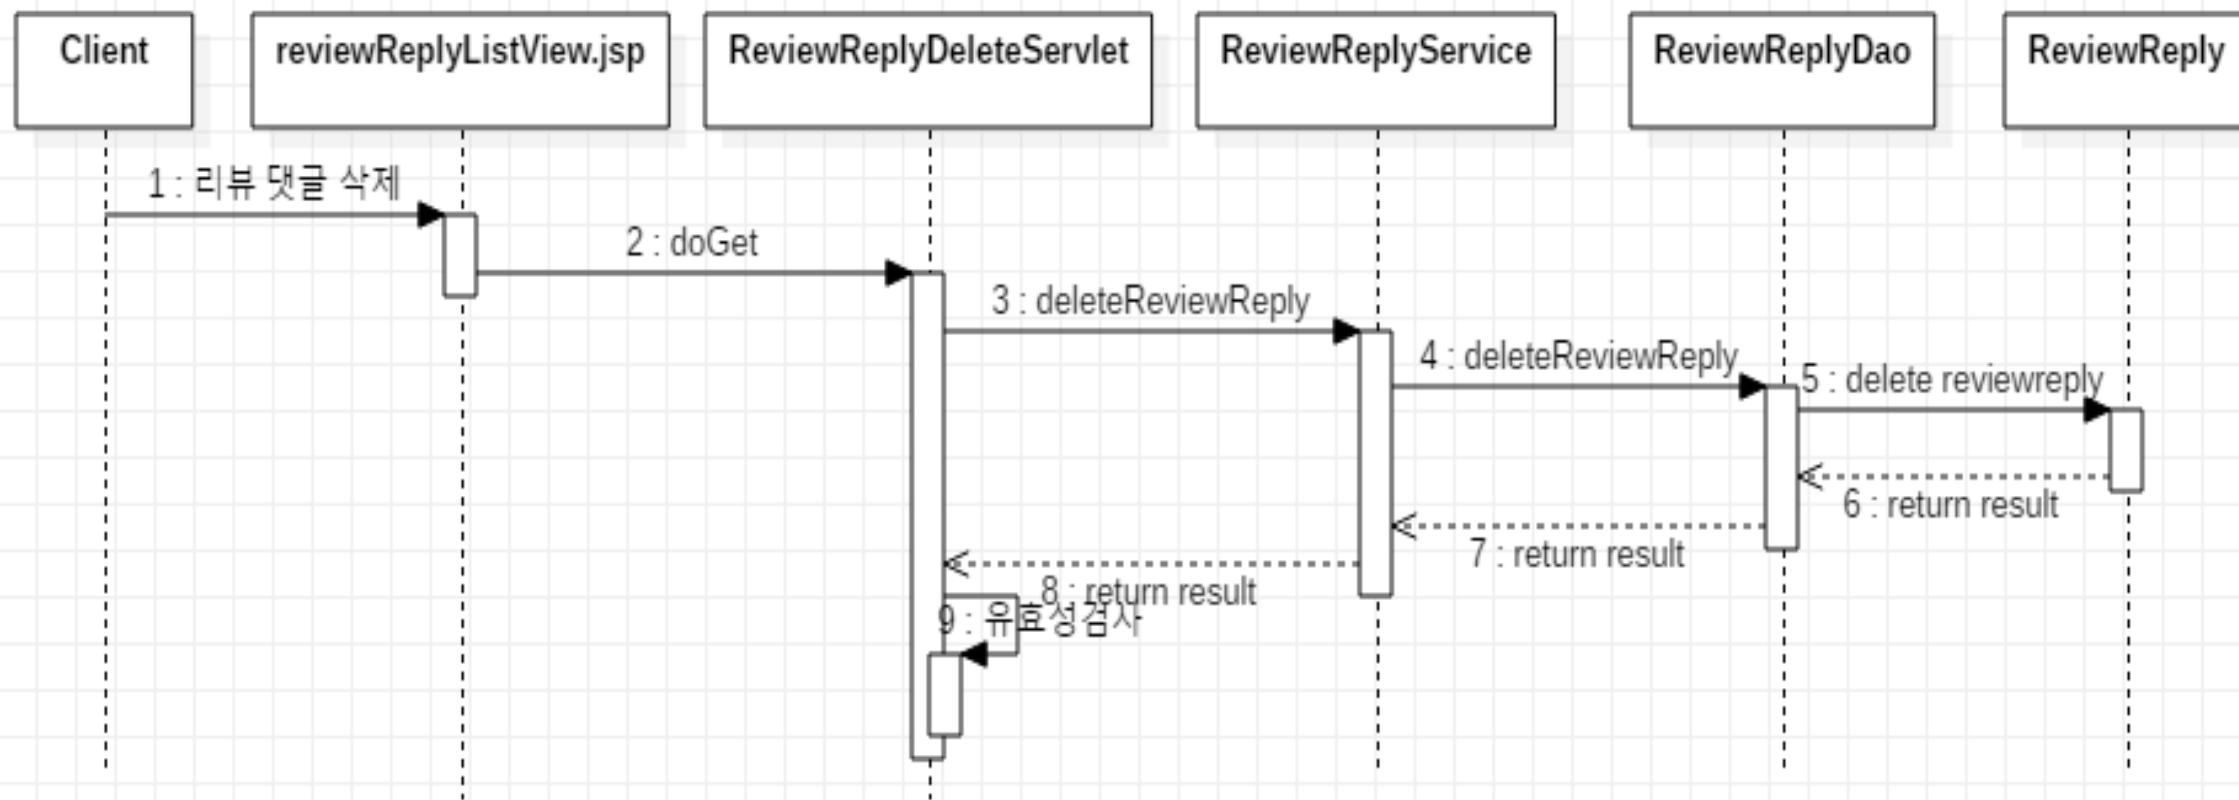 Client
reviewReplyListView.jsp
ReviewReplyDeleteServlet
ReviewReplyService
ReviewReplyDao
ReviewReply
1 : 리뷰 댓글 삭제
2 : doGet
3 : deleteReviewReply
4 : deleteReviewReply
5 : delete reviewreply
6 : return result
7 : return result
8 : return result
9 : 유효성검사